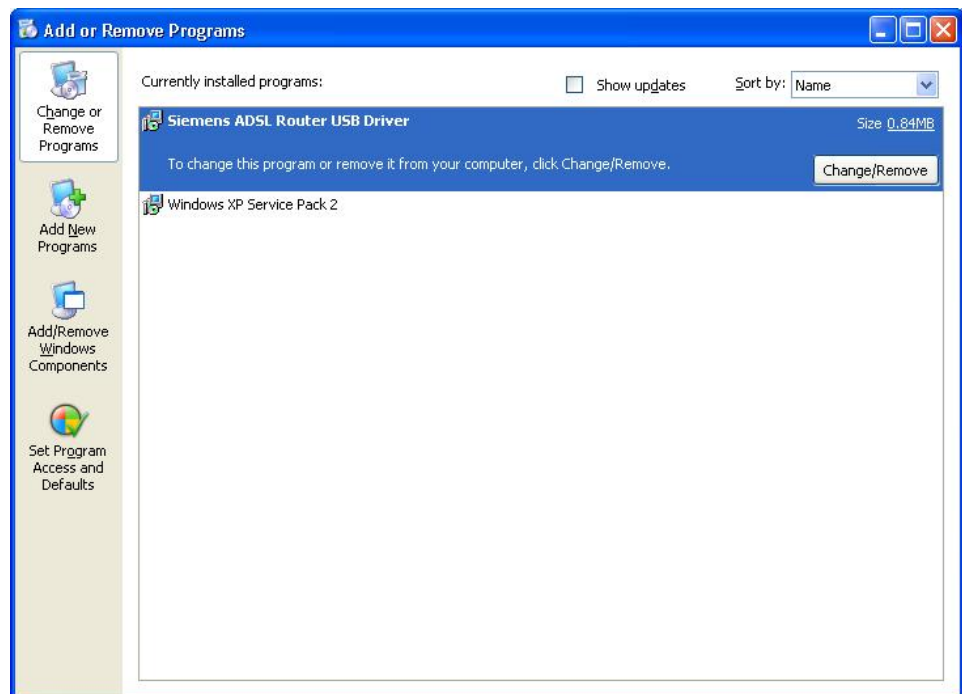 Add or Remove Programs
Change or
Remove
Programs
Add New
Programs
Add/Remove
Windows
Components
Set Program
Access and
Defaults
Currently installed programs:
Show updates
Sort by:
Name
Siemens ADSL Router USB Driver
Size 0.84MB
To change this program or remove it from your computer, click Change/Remove.
Change/Remove
Windows XP Service Pack 2